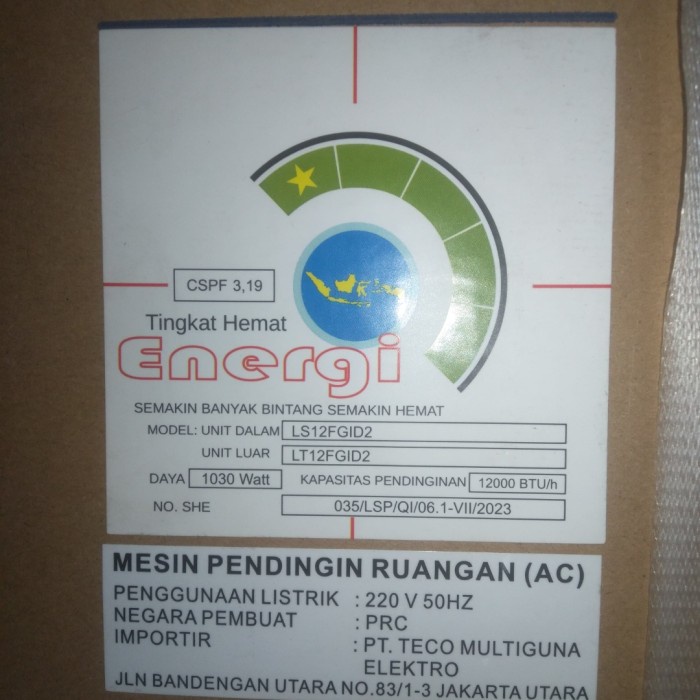 CSPF 3,19
Tingkat Hemat
Energi
SEMAKIN BANYAK BINTANG SEMAKIN HEMAT
MODEL: UNIT DALAM LS12FGID2
UNIT LUAR LT12FGID2
DAYA 1030 Watt KAPASITAS PENDINGINAN 12000 BTU/h
NO. SHE 035/LSP/QI/06.1-VII/2023
MESIN PENDINGIN RUANGAN (AC)
PENGGUNAAN LISTRIK : 220 V 50HZ
NEGARA PEMBUAT : PRC
IMPORTIR : PT. TECO MULTIGUNA
ELEKTRO
JLN BANDENGAN UTARA NO.83/1-3 JAKARTA UTARA